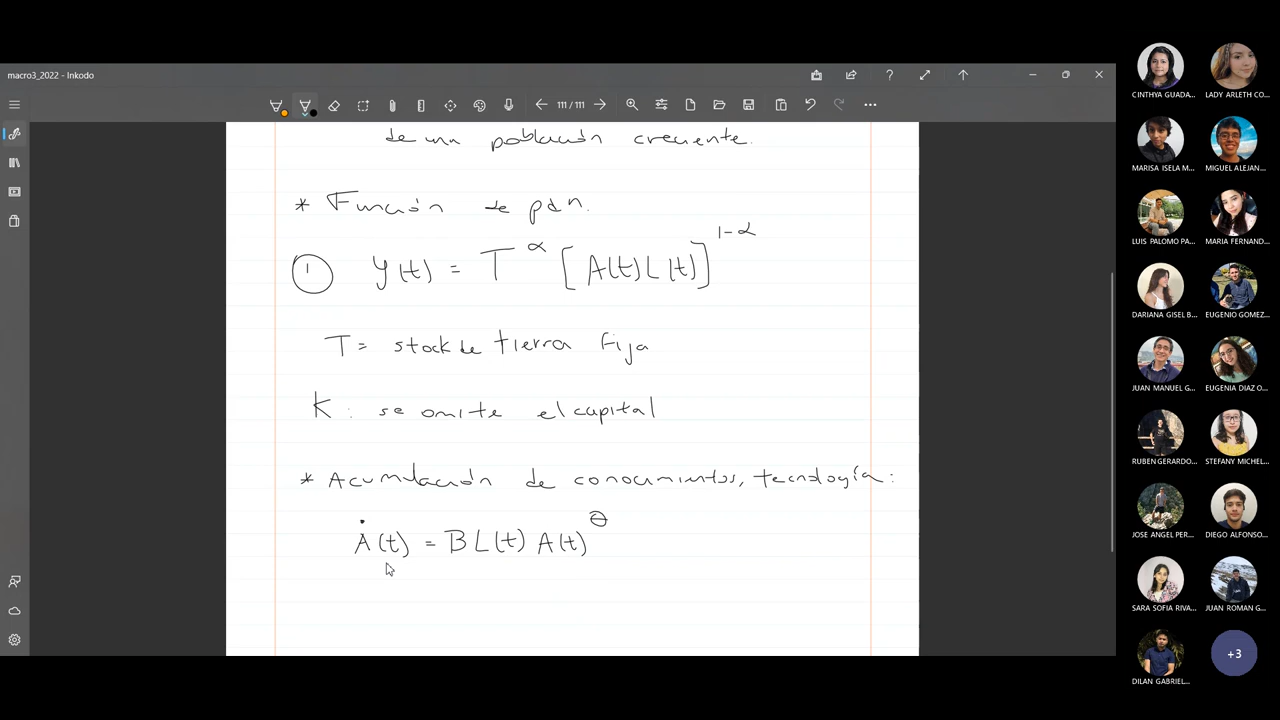 macro3_2022 - Inkodo
111 / 111
de una población creciente.
* Función de pdn.
① Y(t) = T^α [A(t)L(t)]^1-α
T = stock de tierra fija
K : se omite el capital
* Acumulación de conocimientos, tecnología:
Ȧ(t) = B L(t) A(t)^θ
CINTHYA GUADA...
LADY ARLETH CO...
MARISA ISELA M...
MIGUEL ALEJAN...
LUIS PALOMO PA...
MARIA FERNAND...
DARIANA GISEL B...
EUGENIO GOMEZ...
JUAN MANUEL G...
EUGENIA DIAZ O...
RUBEN GERARDO...
STEFANY MICHEL...
JOSE ANGEL PER...
DIEGO ALFONSO...
SARA SOFIA RIVA...
JUAN ROMAN G...
DILAN GABRIEL...
+3